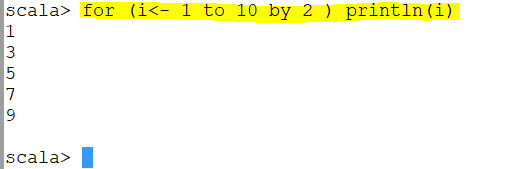 scala> for (i<- 1 to 10 by 2 ) println(i)
1
3
5
7
9
scala>